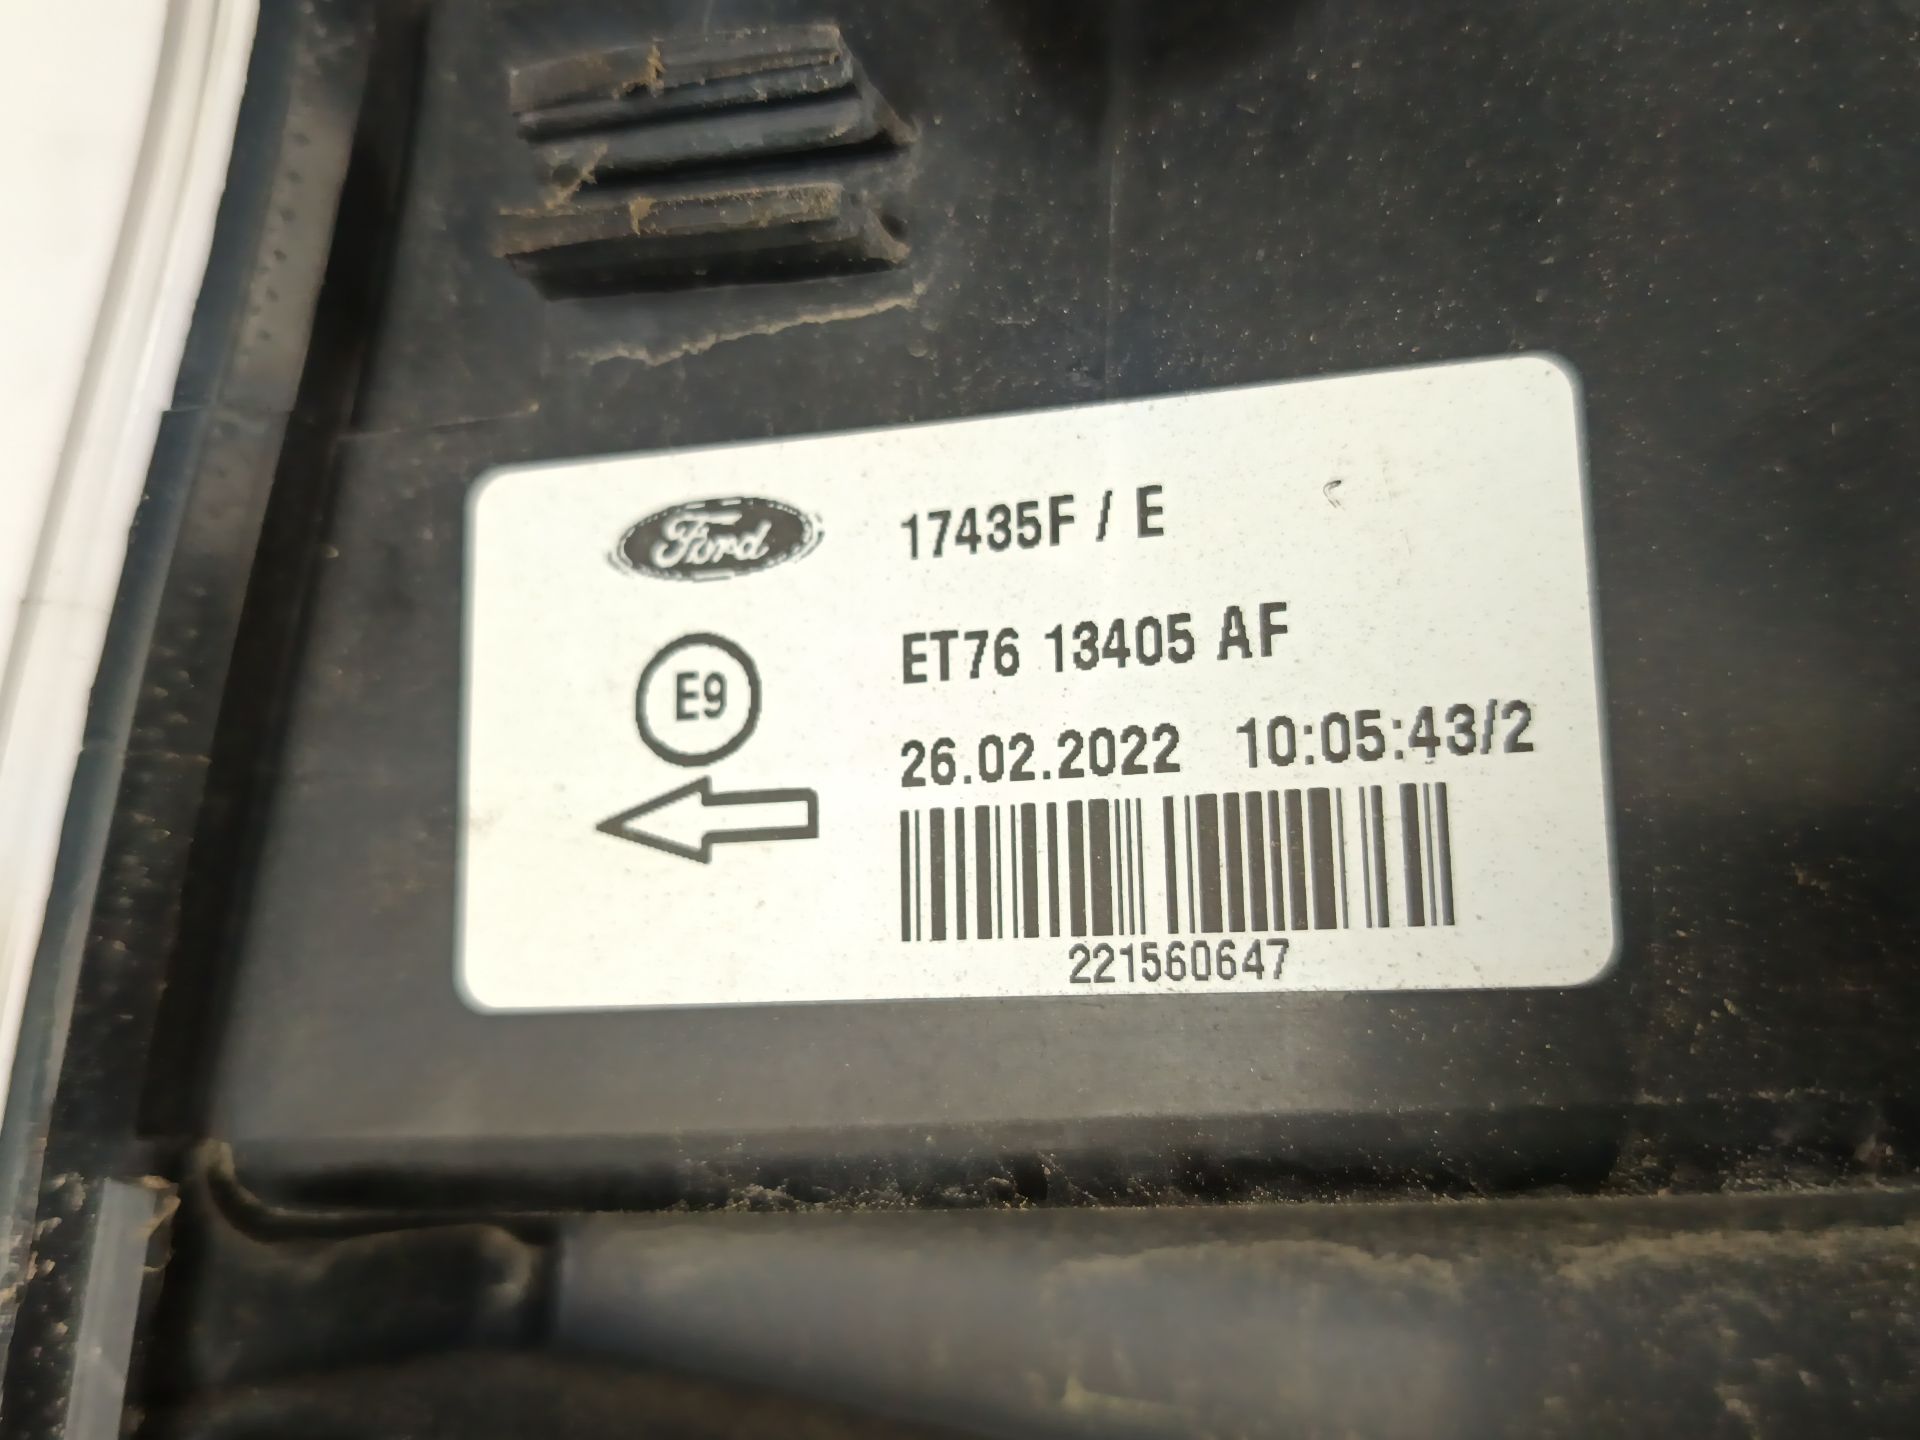 Ford
17435F / E
ET76 13405 AF
E9
26.02.2022 10:05:43/2
221560647